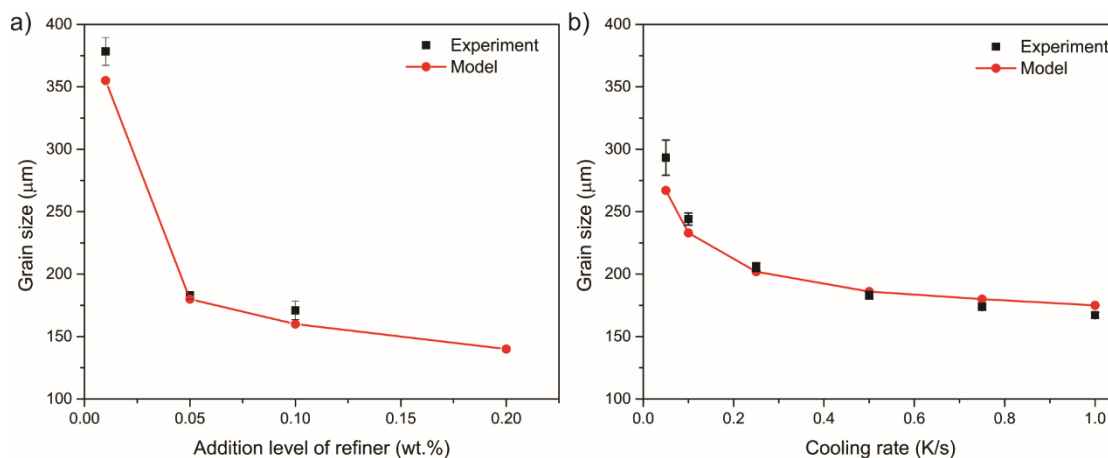 a)
400
350
300
250
200
150
100
Grain size (μm)
Experiment
Model
0.00
0.05
0.10
0.15
0.20
Addition level of refiner (wt.%)
b)
400
350
300
250
200
150
100
Grain size (μm)
Experiment
Model
0.0
0.2
0.4
0.6
0.8
1.0
Cooling rate (K/s)